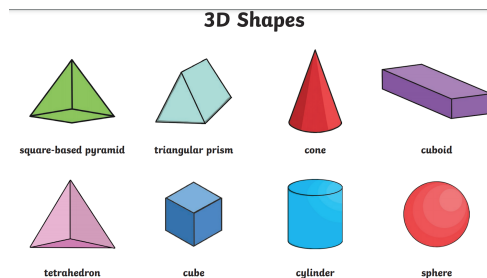 3D Shapes
square-based pyramid
triangular prism
cone
cuboid
tetrahedron
cube
cylinder
sphere